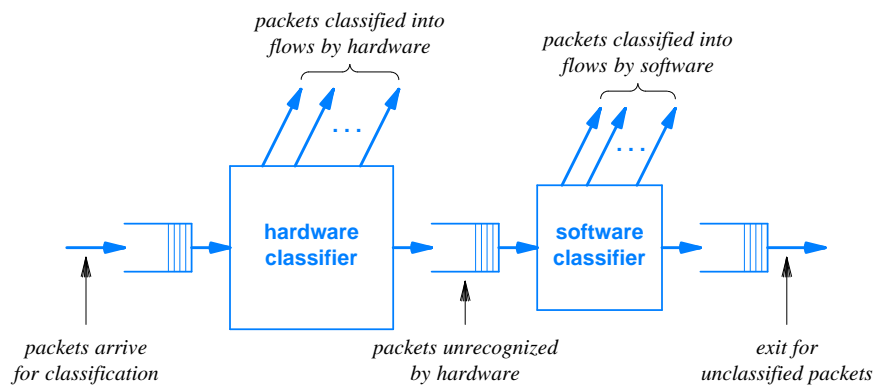 packets classified into
flows by hardware
packets classified into
flows by software
. . .
. . .
hardware
classifier
software
classifier
packets arrive
for classification
packets unrecognized
by hardware
exit for
unclassified packets